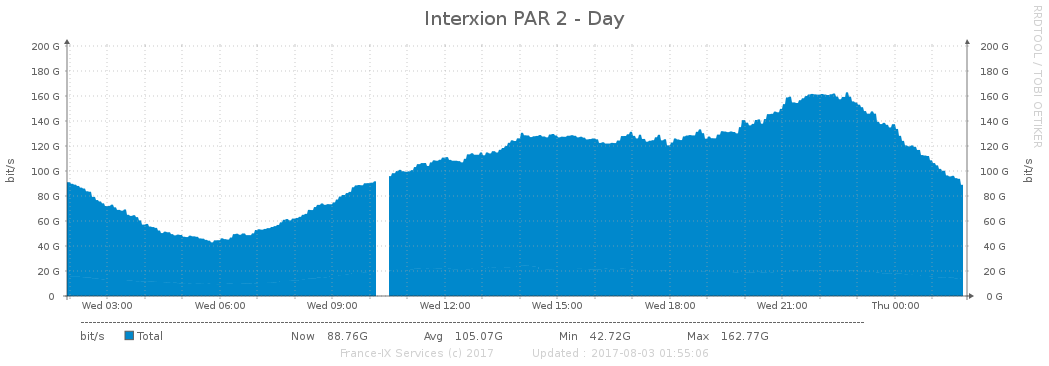 Interxion PAR 2 - Day
RRDTOOL / TOBI OETIKER
200 G 200 G
180 G 180 G
160 G 160 G
140 G 140 G
120 G 120 G
100 G 100 G
80 G 80 G
60 G 60 G
40 G 40 G
20 G 20 G
0 0 G
bit/s
bit/s
Wed 03:00 Wed 06:00 Wed 09:00 Wed 12:00 Wed 15:00 Wed 18:00 Wed 21:00 Thu 00:00
bit/s Total Now 88.76G Avg 105.07G Min 42.72G Max 162.77G
France-IX Services (c) 2017 Updated : 2017-08-03 01:55:06